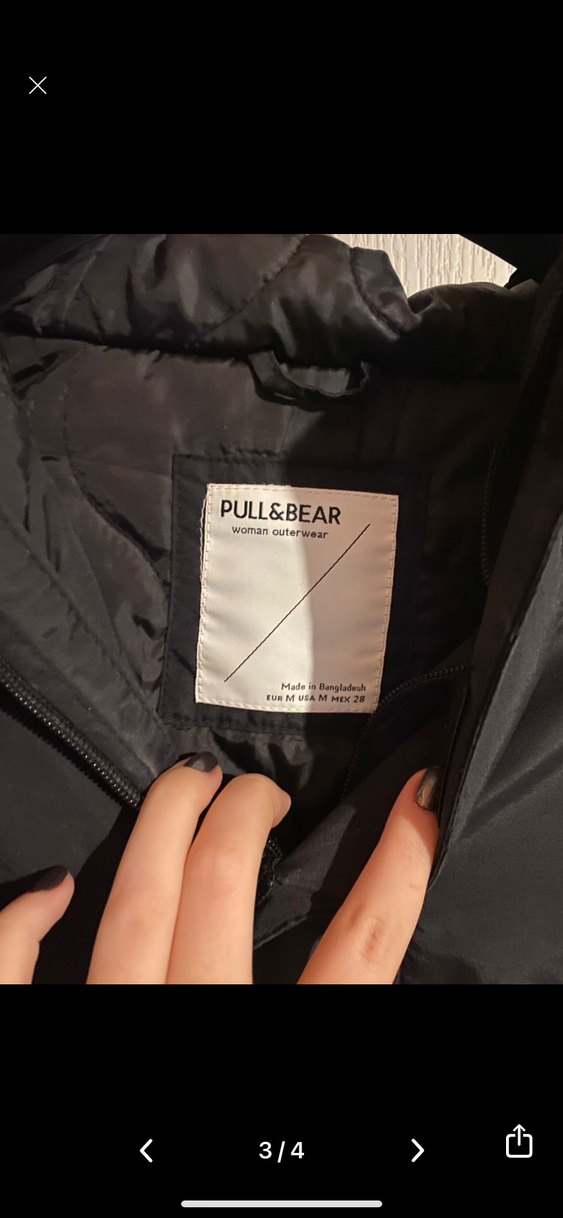 PULL&BEAR
woman outerwear
Made in Bangladesh
EUR M USA M MEX 28
3/4